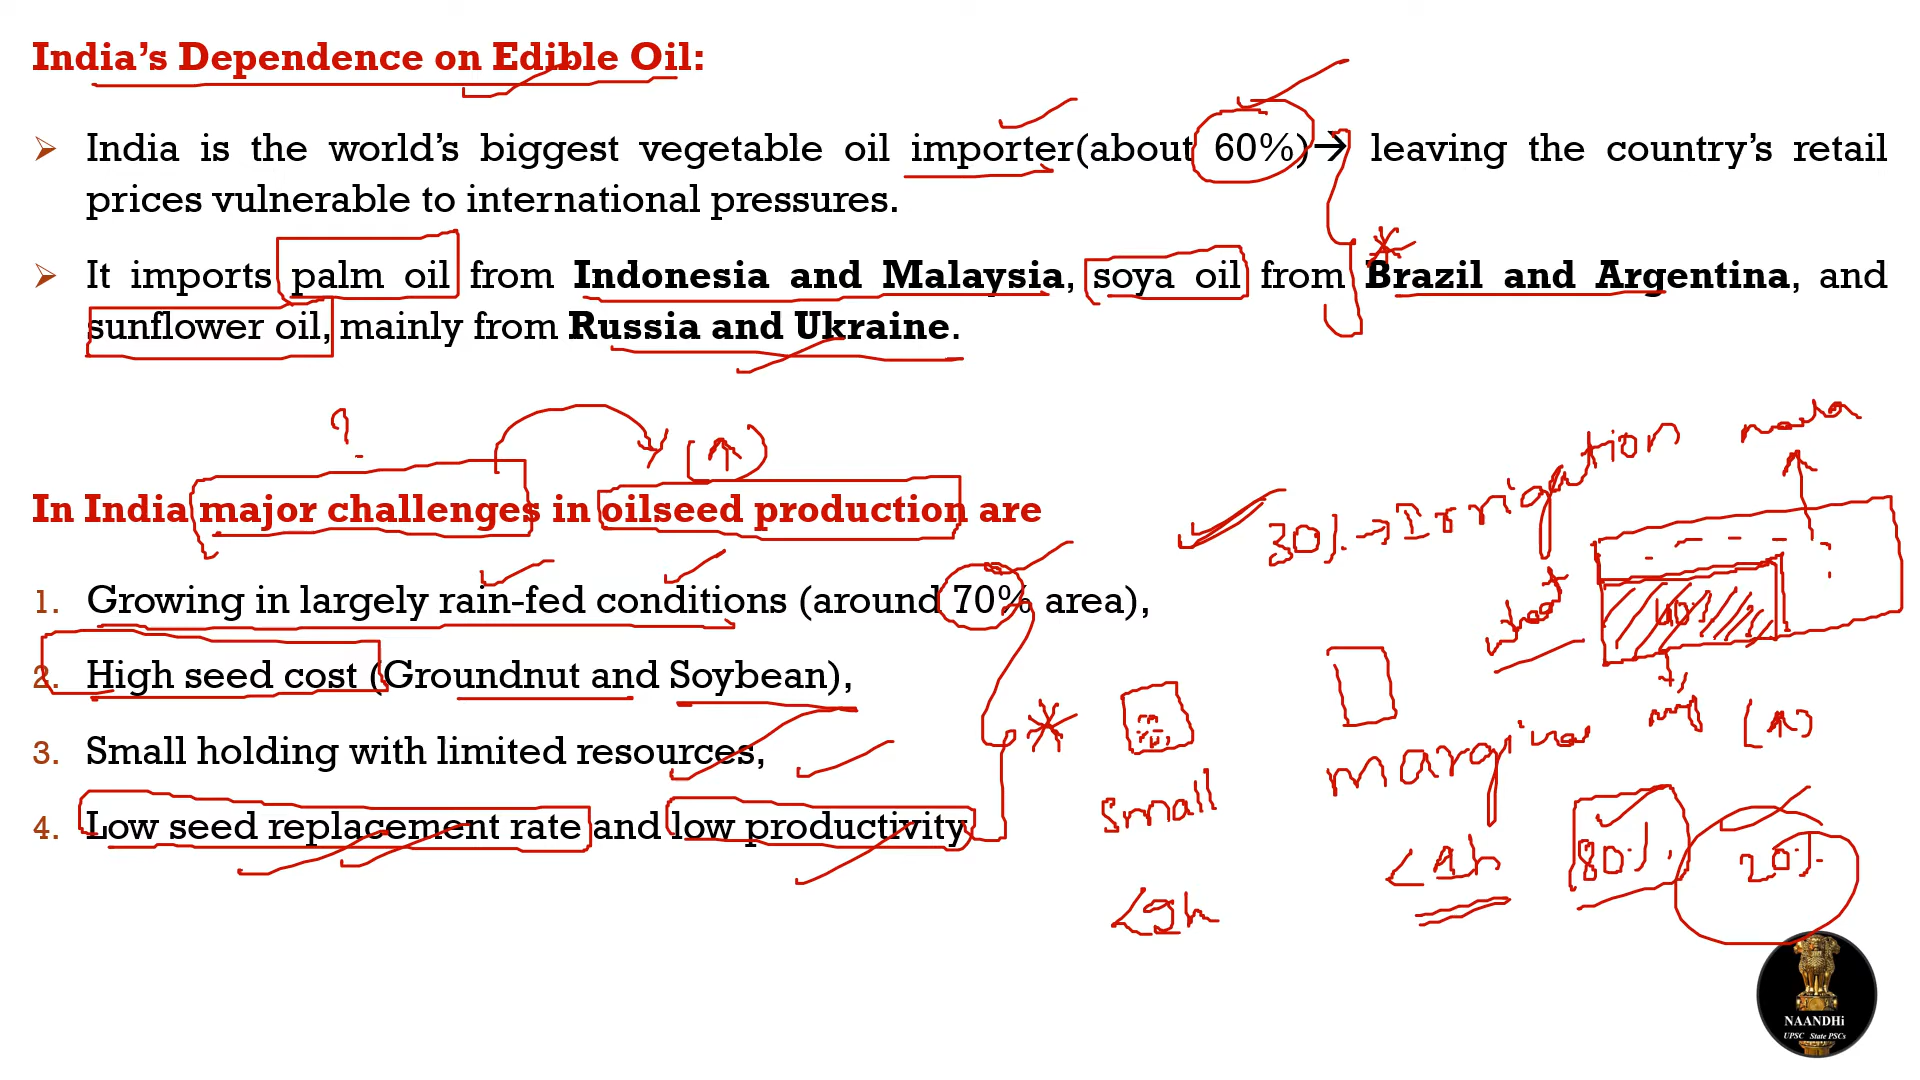 India's Dependence on Edible Oil:
➢ India is the world's biggest vegetable oil importer(about 60%)→ leaving the country's retail
prices vulnerable to international pressures.
➢ It imports palm oil from Indonesia and Malaysia, soya oil from Brazil and Argentina, and
sunflower oil, mainly from Russia and Ukraine.
?
(↑)
In India major challenges in oilseed production are
30% → Irrigation
1. Growing in largely rain-fed conditions (around 70% area),
2. High seed cost (Groundnut and Soybean),
3. Small holding with limited resources,
4. Low seed replacement rate and low productivity
small
marginal
80%
20%
NAANDHi
UPSC State PSCs